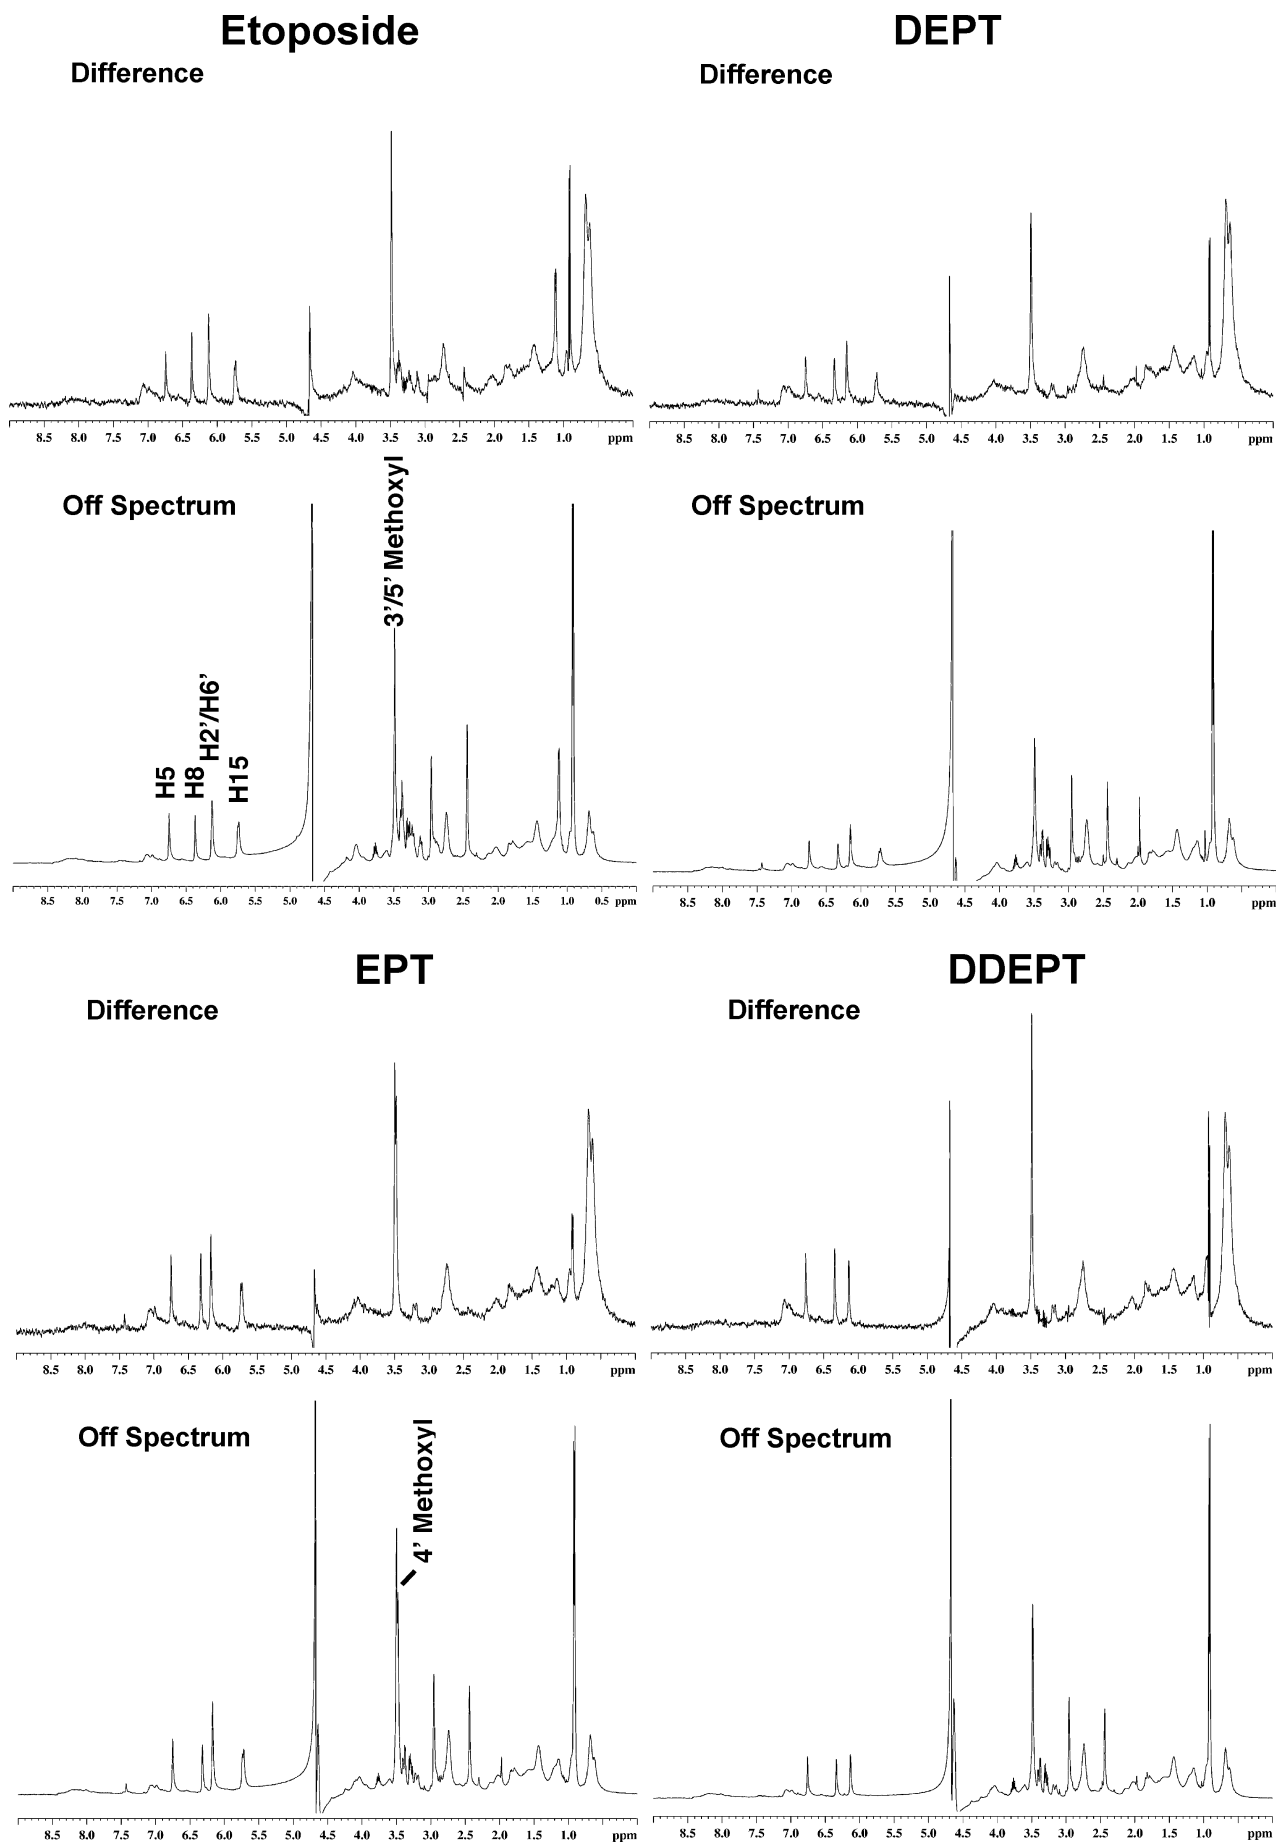 Etoposide
Difference
8.5 8.0 7.5 7.0 6.5 6.0 5.5 5.0 4.5 4.0 3.5 3.0 2.5 2.0 1.5 1.0 ppm
DEPT
Difference
8.5 8.0 7.5 7.0 6.5 6.0 5.5 5.0 4.5 4.0 3.5 3.0 2.5 2.0 1.5 1.0 ppm
Off Spectrum
H5
H8
H2’/H6’
H15
3’/5’ Methoxyl
8.5 8.0 7.5 7.0 6.5 6.0 5.5 5.0 4.5 4.0 3.5 3.0 2.5 2.0 1.5 1.0 0.5 ppm
Off Spectrum
8.5 8.0 7.5 7.0 6.5 6.0 5.5 5.0 4.5 4.0 3.5 3.0 2.5 2.0 1.5 1.0 ppm
EPT
Difference
8.5 8.0 7.5 7.0 6.5 6.0 5.5 5.0 4.5 4.0 3.5 3.0 2.5 2.0 1.5 1.0 ppm
DDEPT
Difference
8.5 8.0 7.5 7.0 6.5 6.0 5.5 5.0 4.5 4.0 3.5 3.0 2.5 2.0 1.5 1.0 ppm
Off Spectrum
4’ Methoxyl
8.5 8.0 7.5 7.0 6.5 6.0 5.5 5.0 4.5 4.0 3.5 3.0 2.5 2.0 1.5 1.0 ppm
Off Spectrum
8.5 8.0 7.5 7.0 6.5 6.0 5.5 5.0 4.5 4.0 3.5 3.0 2.5 2.0 1.5 1.0 ppm